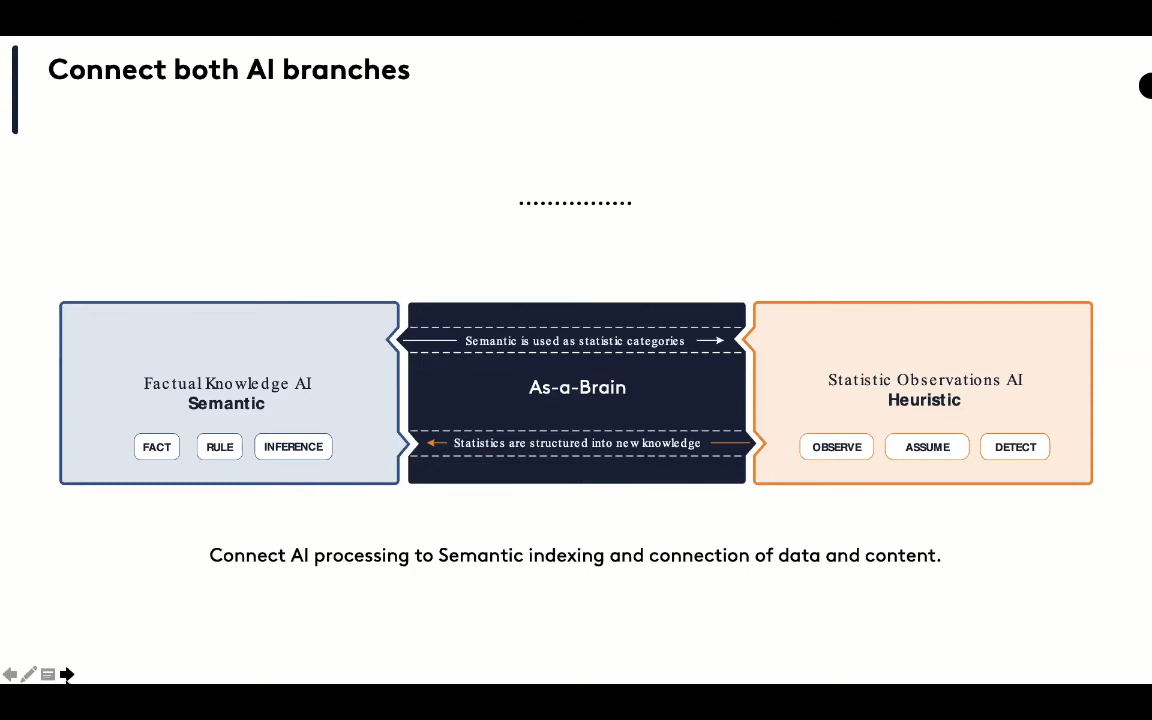 Connect both AI branches
................
Semantic is used as statistic categories
Factual Knowledge AI
Semantic
FACT RULE INFERENCE
As-a-Brain
Statistics are structured into new knowledge
Statistic Observations AI
Heuristic
OBSERVE ASSUME DETECT
Connect AI processing to Semantic indexing and connection of data and content.